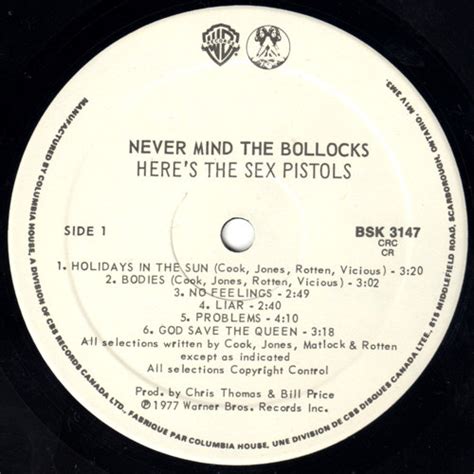 NEVER MIND THE BOLLOCKS
HERE'S THE SEX PISTOLS
SIDE 1
BSK 3147
CRC
CR
1. HOLIDAYS IN THE SUN (Cook, Jones, Rotten, Vicious) - 3:20
2. BODIES (Cook, Jones, Rotten, Vicious) - 3:02
3. NO FEELINGS - 2:49
4. LIAR - 2:39
5. PROBLEMS - 4:10
6. GOD SAVE THE QUEEN - 3:18
All selections written by Cook, Jones, Matlock & Rotten
except as indicated
All selections Copyright Control
Prod. by Chris Thomas & Bill Price
℗1977 Warner Bros. Records Inc.
MANUFACTURED BY COLUMBIA HOUSE, A DIVISION OF CBS RECORDS CANADA LTD., 815 MIDDLEFIELD ROAD, SCARBOROUGH, ONTARIO. M1V 2M3.
FABRIQUE PAR COLUMBIA HOUSE, UNE DIVISION DE CBS DISQUES CANADA LTEE.